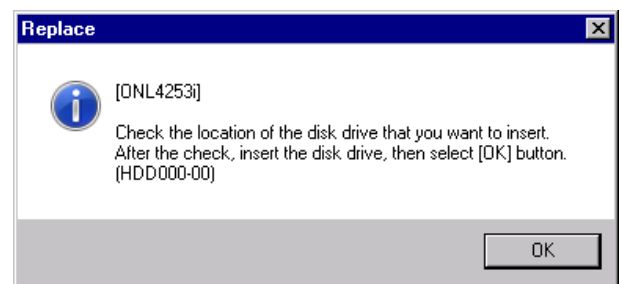 Replace
[ONL4253i]
Check the location of the disk drive that you want to insert.
After the check, insert the disk drive, then select [OK] button.
(HDD000-00)
OK